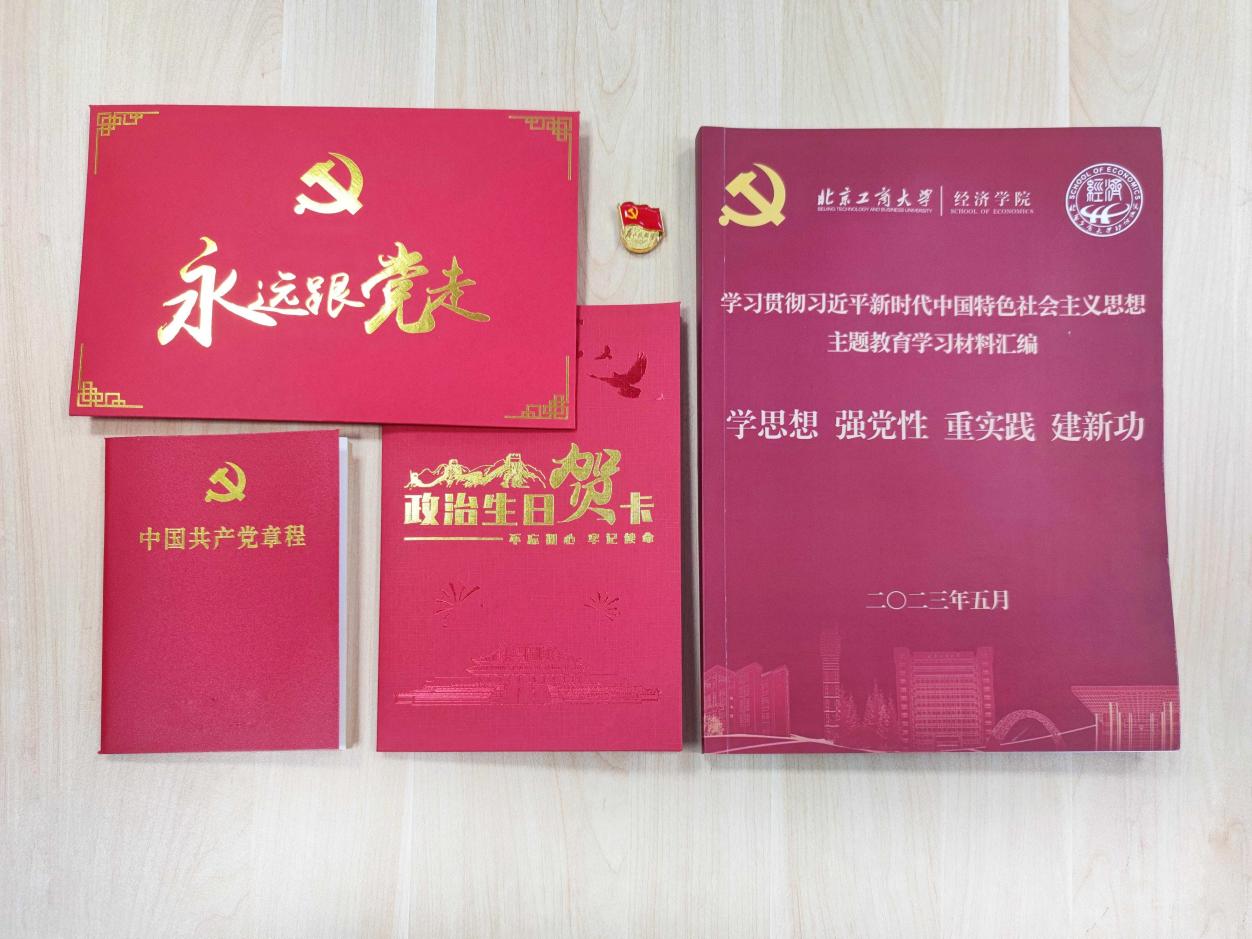 永远跟党走
中国共产党章程
政治生日贺卡
不忘初心 牢记使命
北京工商大学
BEIJING TECHNOLOGY AND BUSINESS UNIVERSITY
经济学院
SCHOOL OF ECONOMICS
SCHOOL OF ECONOMICS
經濟
学习贯彻习近平新时代中国特色社会主义思想
主题教育学习材料汇编
学思想 强党性 重实践 建新功
二〇二三年五月